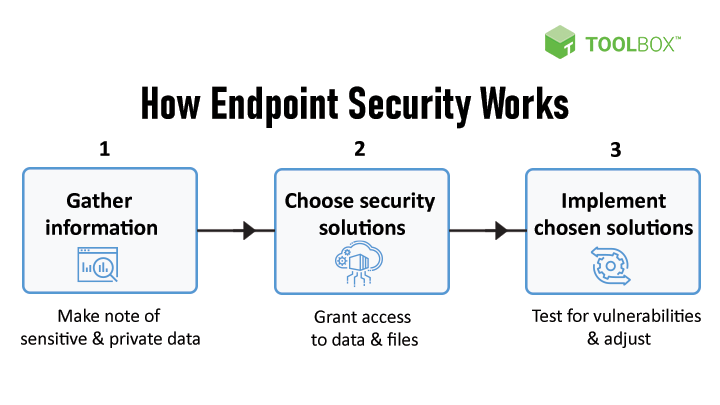 TOOLBOX™
How Endpoint Security Works
1
Gather
information
Make note of
sensitive & private data
2
Choose security
solutions
Grant access
to data & files
3
Implement
chosen solutions
Test for vulnerabilities
& adjust